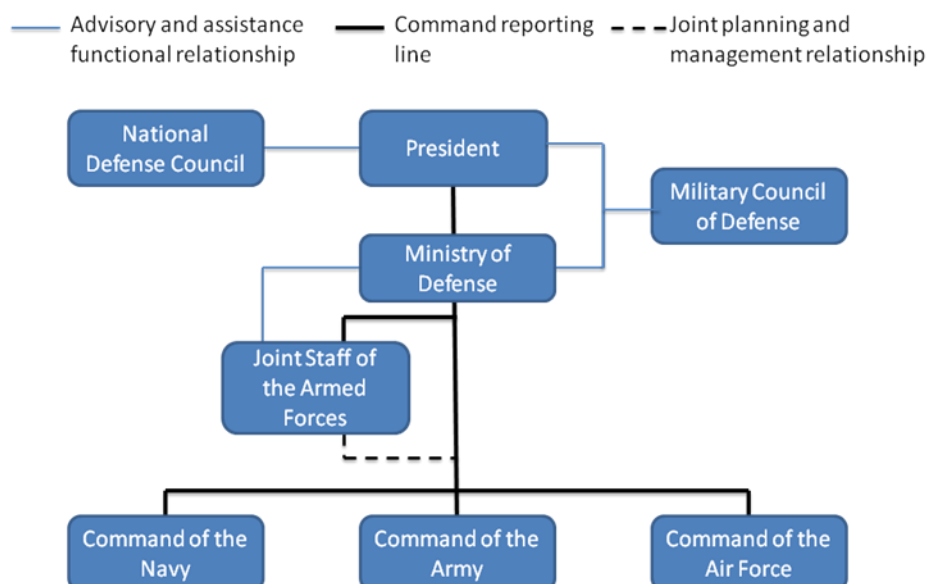 Advisory and assistance
functional relationship
Command reporting
line
Joint planning and
management relationship
National
Defense Council
President
Military Council
of Defense
Ministry of
Defense
Joint Staff of
the Armed
Forces
Command of the
Navy
Command of the
Army
Command of the
Air Force